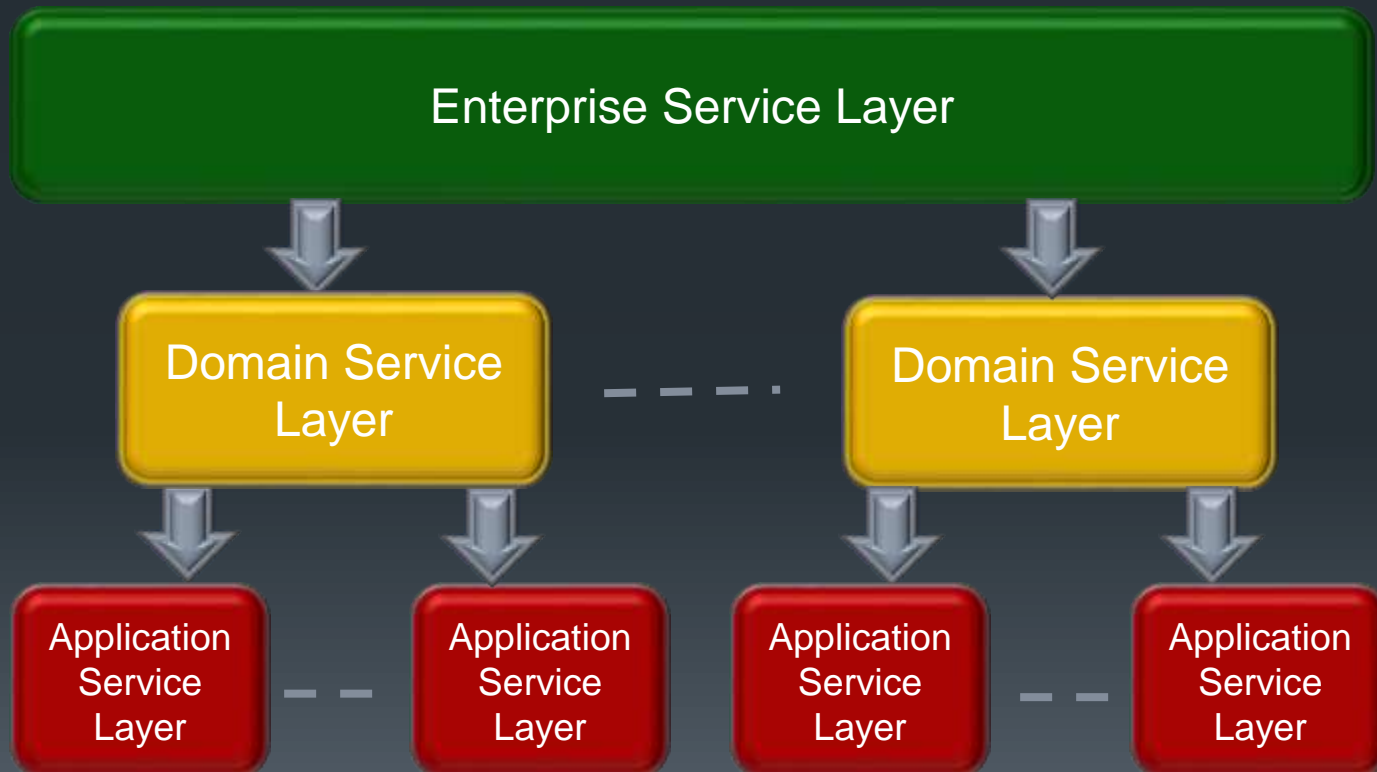 Enterprise Service Layer
Domain Service
Layer
Domain Service
Layer
Application
Service
Layer
Application
Service
Layer
Application
Service
Layer
Application
Service
Layer